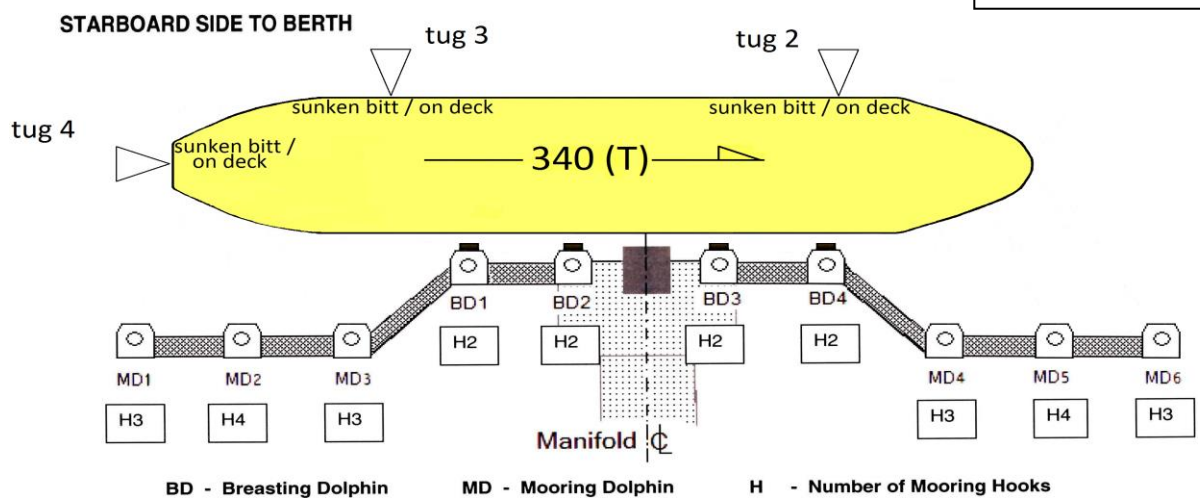 STARBOARD SIDE TO BERTH
tug 3
tug 2
sunken bitt / on deck
sunken bitt / on deck
tug 4
sunken bitt /
on deck
340 (T)
BD1
BD2
BD3
BD4
H2
H2
H2
H2
MD1
MD2
MD3
MD4
MD5
MD6
H3
H4
H3
H3
H4
H3
Manifold ℄
BD - Breasting Dolphin MD - Mooring Dolphin H - Number of Mooring Hooks